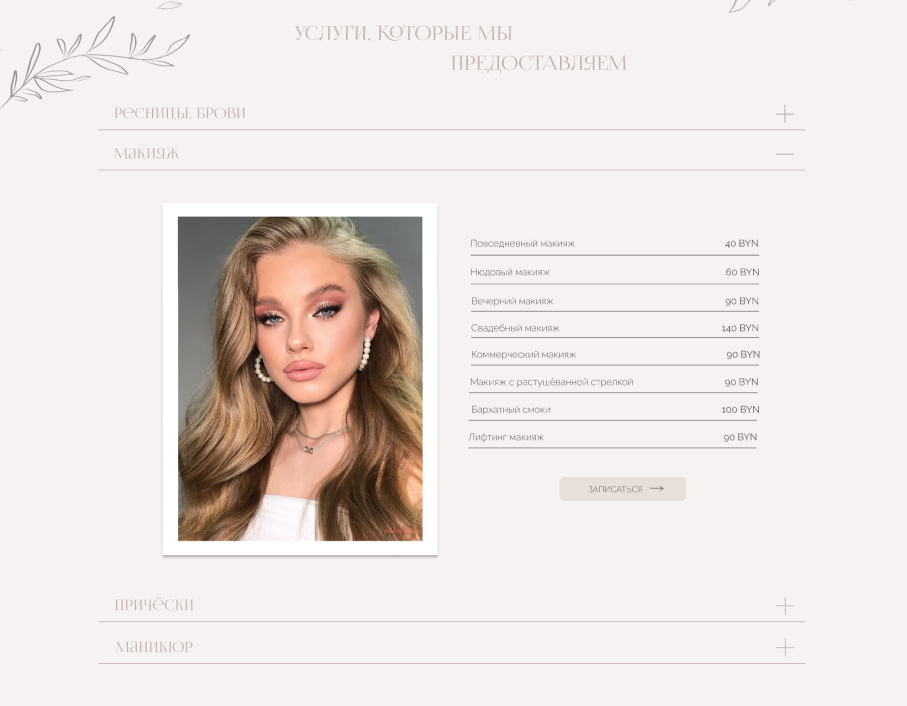 УСЛУГИ, КОТОРЫЕ МЫ
ПРЕДОСТАВЛЯЕМ
РЕСНИЦЫ, БРОВИ
МАКИЯЖ
Повседневный макияж 40 BYN
Нюдовый макияж 60 BYN
Вечерний макияж 90 BYN
Свадебный макияж 140 BYN
Коммерческий макияж 90 BYN
Макияж с растушёванной стрелкой 90 BYN
Бархатный смоки 100 BYN
Лифтинг макияж 90 BYN
ЗАПИСАТЬСЯ
ПРИЧЁСКИ
МАНИКЮР